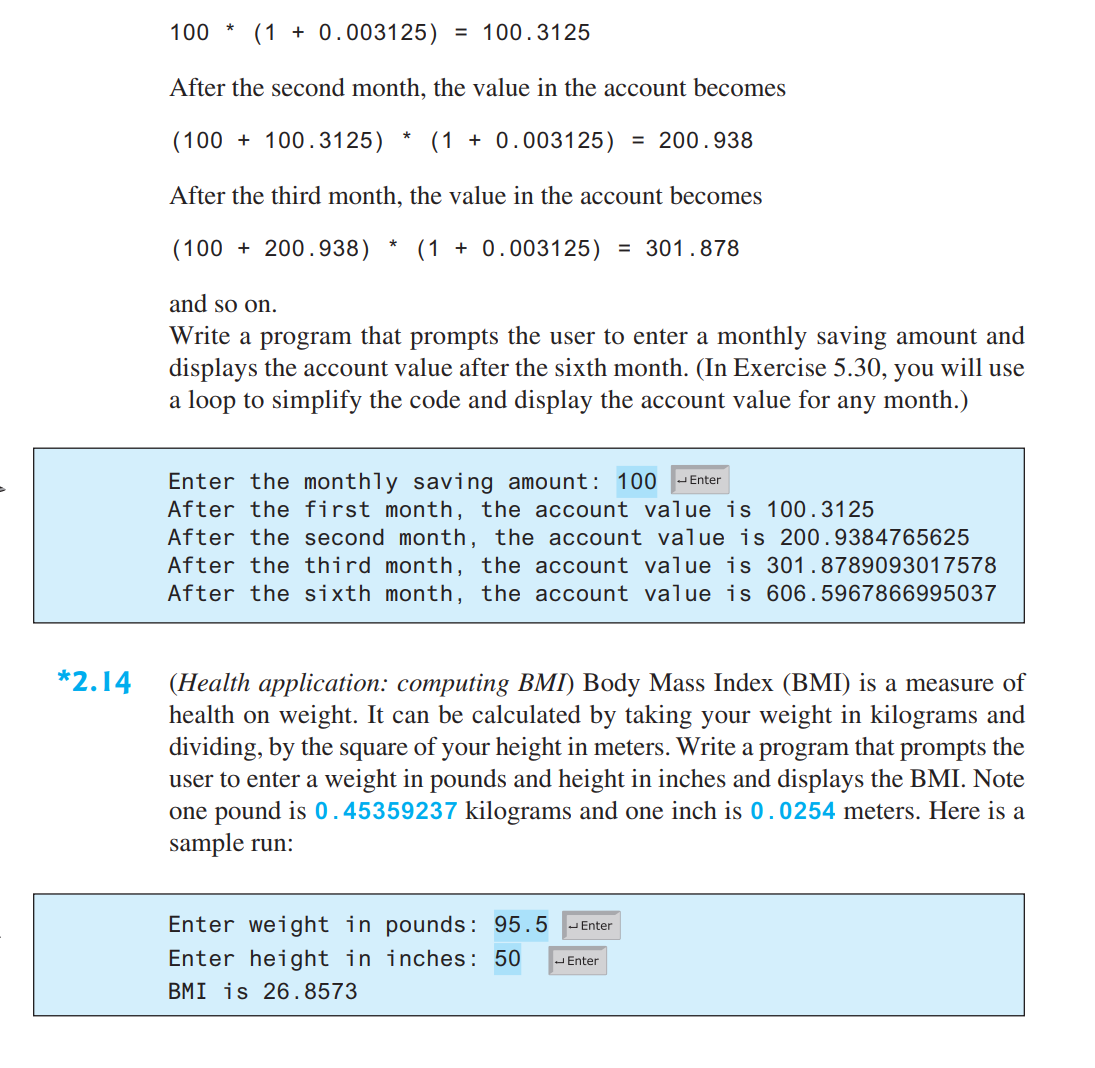 100 * (1 + 0.003125) = 100.3125
After the second month, the value in the account becomes
(100 + 100.3125) * (1 + 0.003125) = 200.938
After the third month, the value in the account becomes
(100 + 200.938) * (1 + 0.003125) = 301.878
and so on.
Write a program that prompts the user to enter a monthly saving amount and
displays the account value after the sixth month. (In Exercise 5.30, you will use
a loop to simplify the code and display the account value for any month.)
Enter the monthly saving amount: 100 ↵Enter
After the first month, the account value is 100.3125
After the second month, the account value is 200.9384765625
After the third month, the account value is 301.8789093017578
After the sixth month, the account value is 606.5967866995037
*2.14 (Health application: computing BMI) Body Mass Index (BMI) is a measure of
health on weight. It can be calculated by taking your weight in kilograms and
dividing, by the square of your height in meters. Write a program that prompts the
user to enter a weight in pounds and height in inches and displays the BMI. Note
one pound is 0.45359237 kilograms and one inch is 0.0254 meters. Here is a
sample run:
Enter weight in pounds: 95.5 ↵Enter
Enter height in inches: 50 ↵Enter
BMI is 26.8573